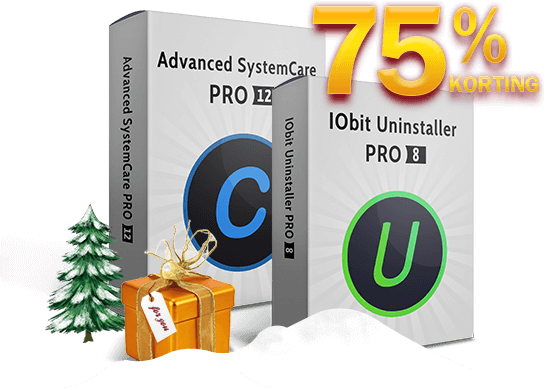 75%
KORTING
Advanced SystemCare
PRO 12
Advanced SystemCare PRO 12
C
IObit Uninstaller
PRO 8
IObit Uninstaller PRO 8
U
for you